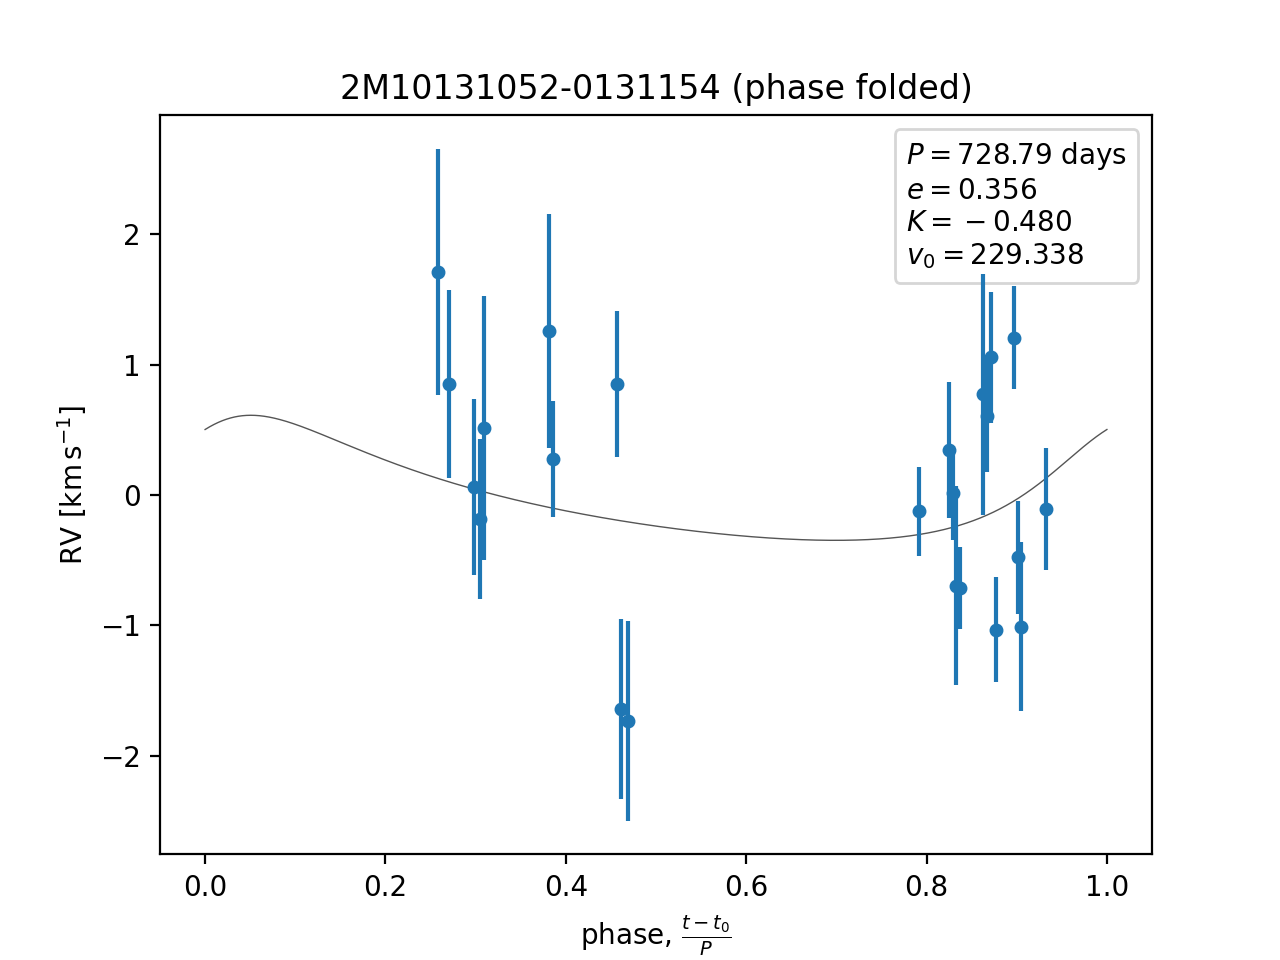 2M10131052-0131154 (phase folded)
P = 728.79 days
e = 0.356
K = −0.480
v₀ = 229.338
RV [km s⁻¹]
2
1
0
−1
−2
0.0 0.2 0.4 0.6 0.8 1.0
phase, (t − t₀)/P